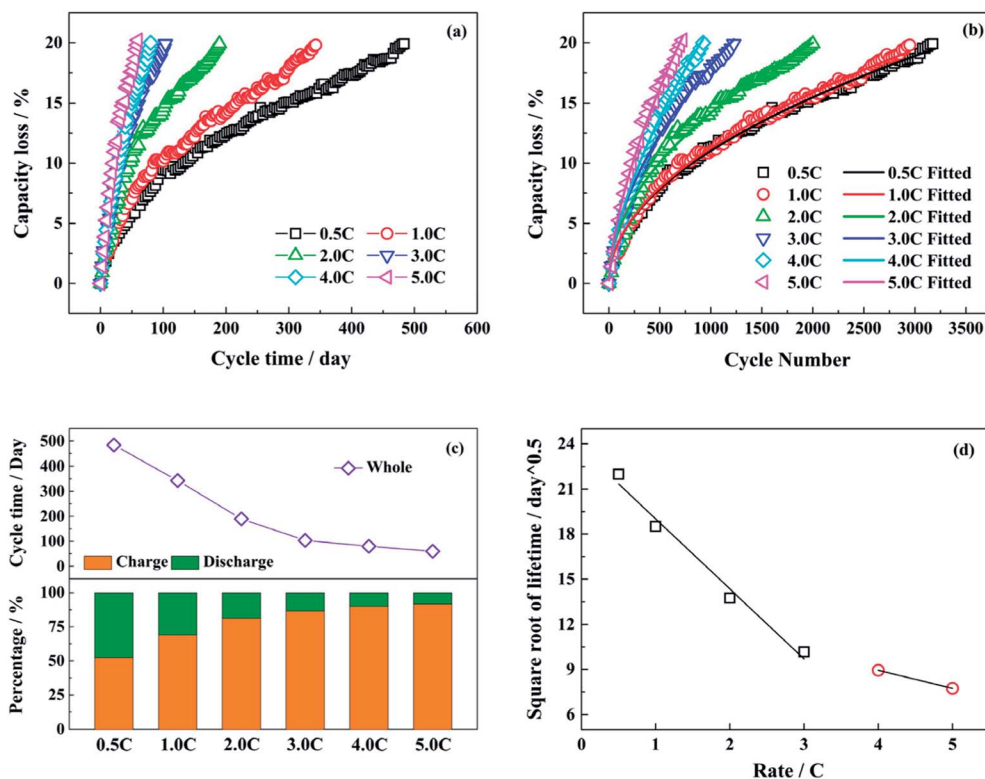 (a)
Capacity loss / %
20
15
10
5
0
0.5C 1.0C
2.0C 3.0C
4.0C 5.0C
0 100 200 300 400 500 600
Cycle time / day
(b)
Capacity loss / %
20
15
10
5
0
0.5C 0.5C Fitted
1.0C 1.0C Fitted
2.0C 2.0C Fitted
3.0C 3.0C Fitted
4.0C 4.0C Fitted
5.0C 5.0C Fitted
0 500 1000 1500 2000 2500 3000 3500
Cycle Number
(c)
Cycle time / Day
500
400
300
200
100
0
Whole
Charge Discharge
Percentage / %
100
75
50
25
0
0.5C 1.0C 2.0C 3.0C 4.0C 5.0C
(d)
Square root of lifetime / day^0.5
24
21
18
15
12
9
6
1 2 3 4 5
Rate / C